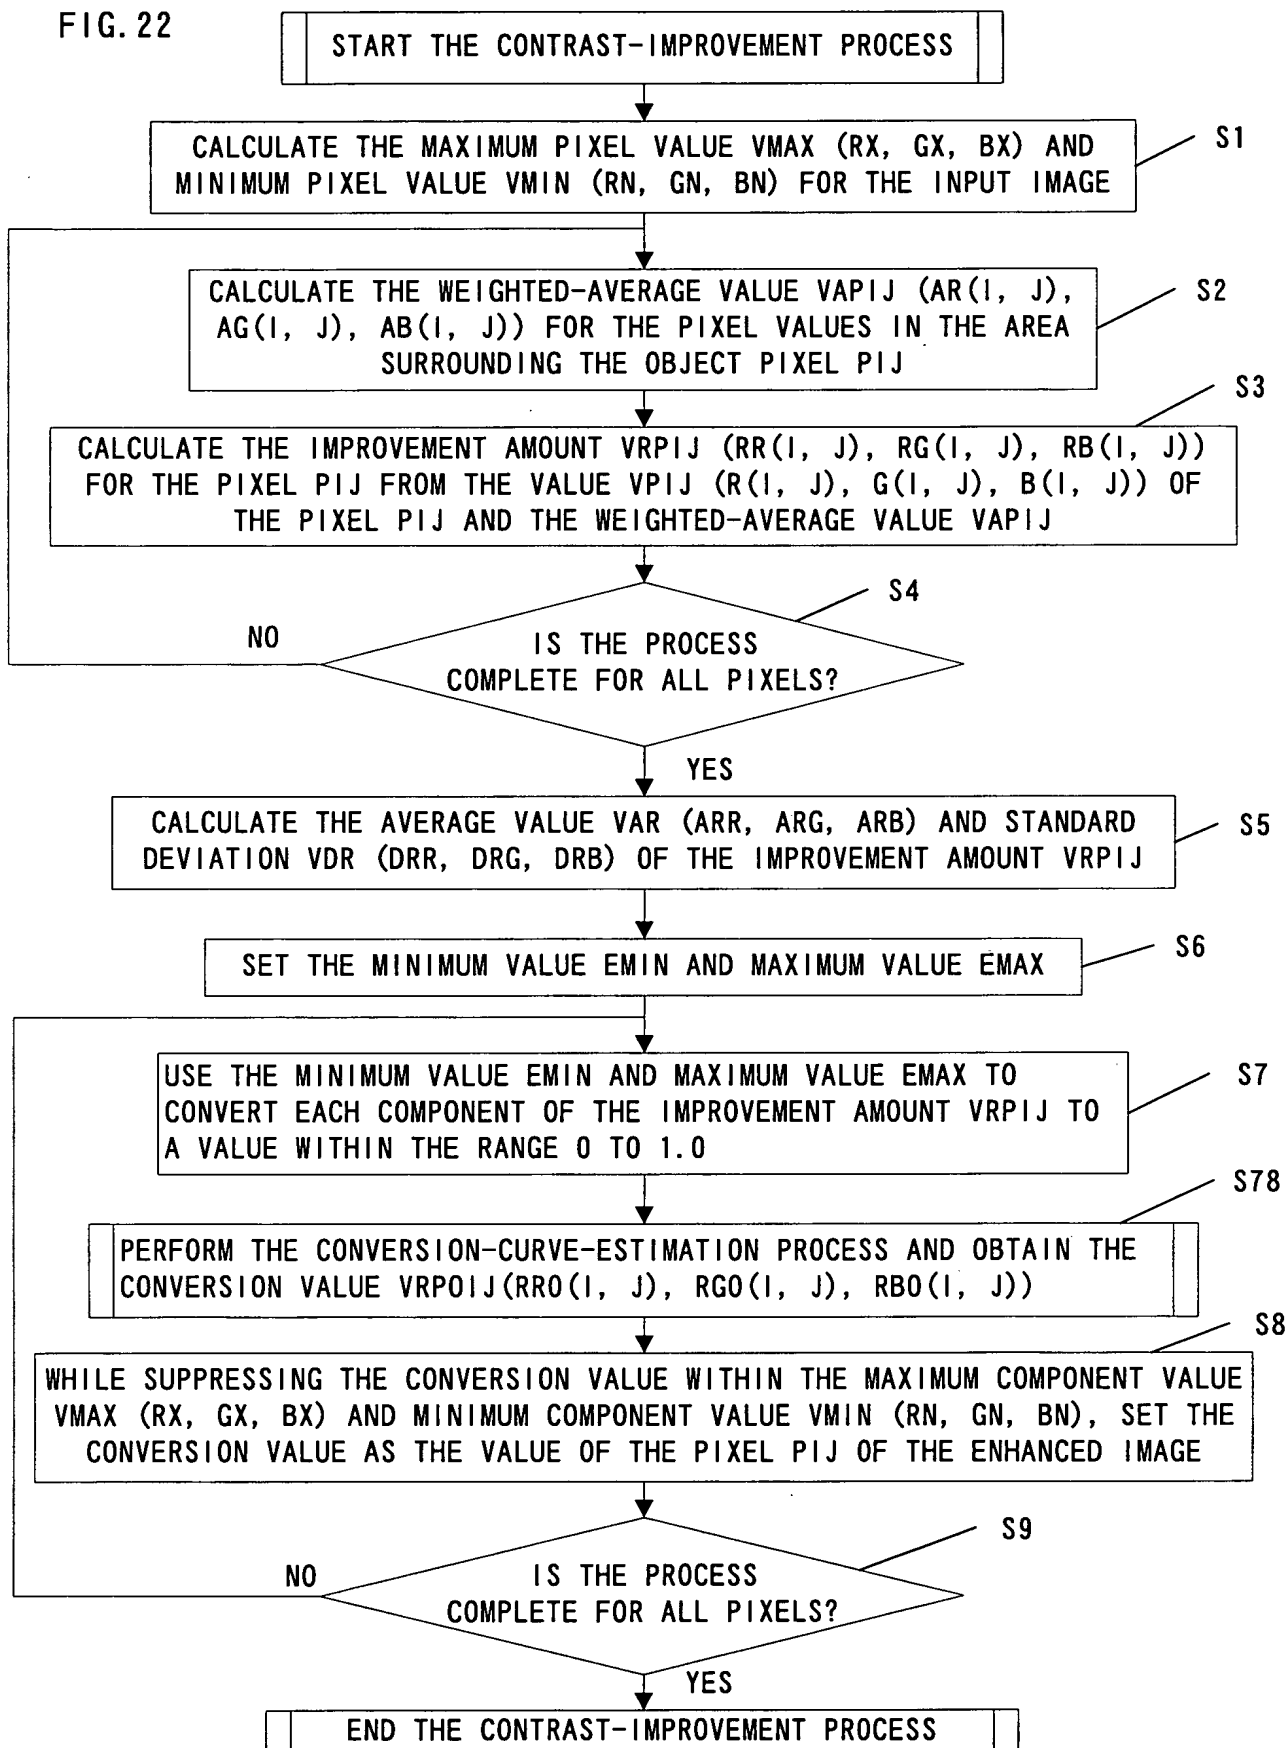 FIG. 22
START THE CONTRAST-IMPROVEMENT PROCESS
CALCULATE THE MAXIMUM PIXEL VALUE VMAX (RX, GX, BX) AND
MINIMUM PIXEL VALUE VMIN (RN, GN, BN) FOR THE INPUT IMAGE
S1
CALCULATE THE WEIGHTED-AVERAGE VALUE VAPIJ (AR(I, J),
AG(I, J), AB(I, J)) FOR THE PIXEL VALUES IN THE AREA
SURROUNDING THE OBJECT PIXEL PIJ
S2
CALCULATE THE IMPROVEMENT AMOUNT VRPIJ (RR(I, J), RG(I, J), RB(I, J))
FOR THE PIXEL PIJ FROM THE VALUE VPIJ (R(I, J), G(I, J), B(I, J)) OF
THE PIXEL PIJ AND THE WEIGHTED-AVERAGE VALUE VAPIJ
S3
IS THE PROCESS
COMPLETE FOR ALL PIXELS?
S4
NO
YES
CALCULATE THE AVERAGE VALUE VAR (ARR, ARG, ARB) AND STANDARD
DEVIATION VDR (DRR, DRG, DRB) OF THE IMPROVEMENT AMOUNT VRPIJ
S5
SET THE MINIMUM VALUE EMIN AND MAXIMUM VALUE EMAX
S6
USE THE MINIMUM VALUE EMIN AND MAXIMUM VALUE EMAX TO
CONVERT EACH COMPONENT OF THE IMPROVEMENT AMOUNT VRPIJ TO
A VALUE WITHIN THE RANGE 0 TO 1.0
S7
PERFORM THE CONVERSION-CURVE-ESTIMATION PROCESS AND OBTAIN THE
CONVERSION VALUE VRPOIJ(RRO(I, J), RGO(I, J), RBO(I, J))
S78
WHILE SUPPRESSING THE CONVERSION VALUE WITHIN THE MAXIMUM COMPONENT VALUE
VMAX (RX, GX, BX) AND MINIMUM COMPONENT VALUE VMIN (RN, GN, BN), SET THE
CONVERSION VALUE AS THE VALUE OF THE PIXEL PIJ OF THE ENHANCED IMAGE
S8
IS THE PROCESS
COMPLETE FOR ALL PIXELS?
S9
NO
YES
END THE CONTRAST-IMPROVEMENT PROCESS